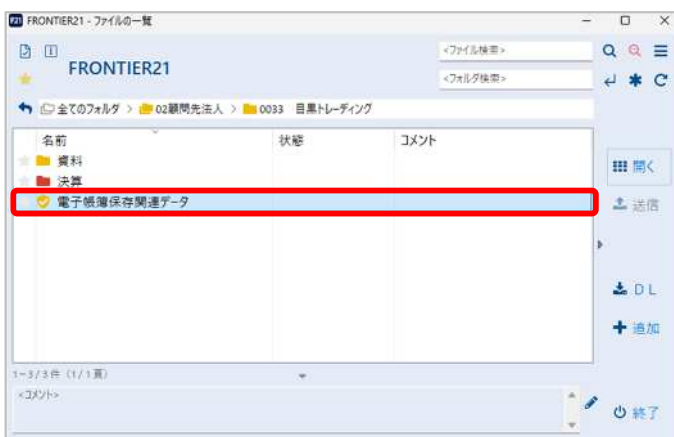 F21 FRONTIER21 - ファイルの一覧
FRONTIER21
<ファイル検索>
<フォルダ検索>
全てのフォルダ > 02顧問先法人 > 0033 目黒トレーディング
名前 状態 コメント
資料
決算
電子帳簿保存関連データ
開く
送信
DL
追加
1-3/3件 (1/1頁)
<コメント>
終了